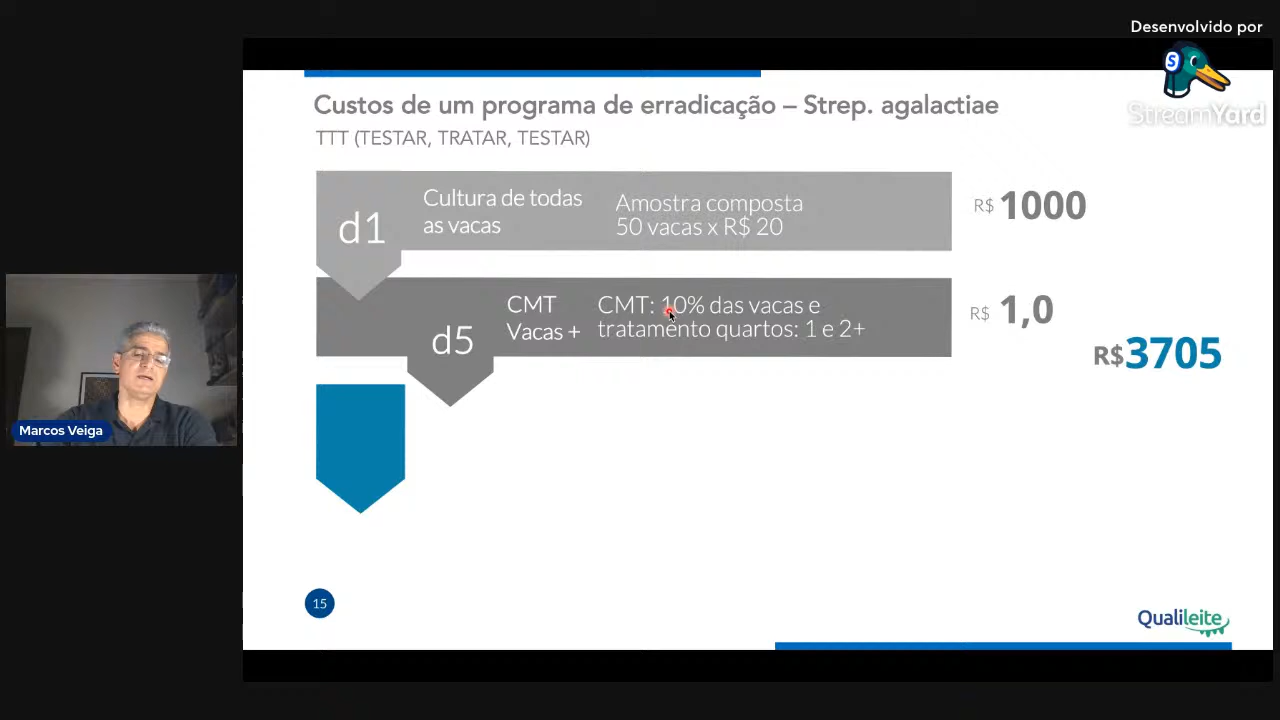 Desenvolvido por
S
StreamYard
Custos de um programa de erradicação – Strep. agalactiae
TTT (TESTAR, TRATAR, TESTAR)
d1
Cultura de todas
as vacas
Amostra composta
50 vacas x R$ 20
R$ 1000
d5
CMT
Vacas +
CMT: 10% das vacas e
tratamento quartos: 1 e 2+
R$ 1,0
R$3705
Marcos Veiga
15
Qualileite